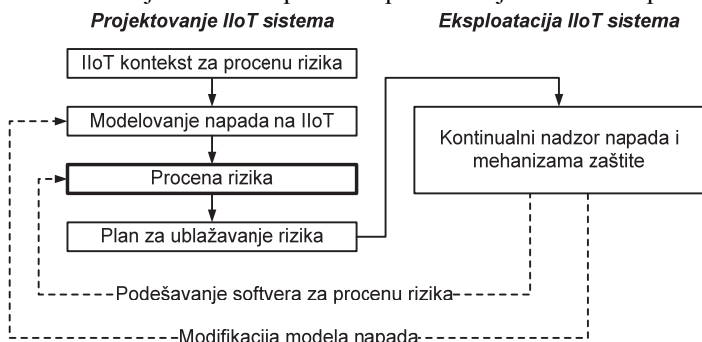 Projektovanje IIoT sistema
Eksploatacija IIoT sistema
IIoT kontekst za procenu rizika
Modelovanje napada na IIoT
Procena rizika
Plan za ublažavanje rizika
Kontinualni nadzor napada i
mehanizama zaštite
Podešavanje softvera za procenu rizika
Modifikacija modela napada